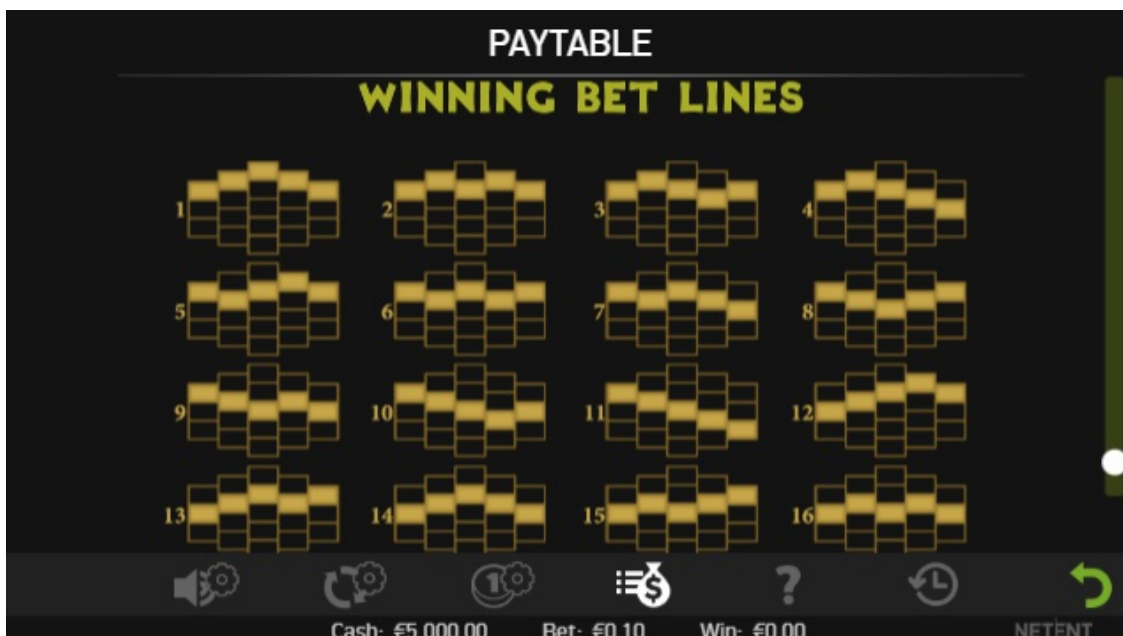 PAYTABLE
WINNING BET LINES
1 2 3 4
5 6 7 8
9 10 11 12
13 14 15 16
Cash: €5,000.00 Bet: €0.10 Win: €0.00 NETENT